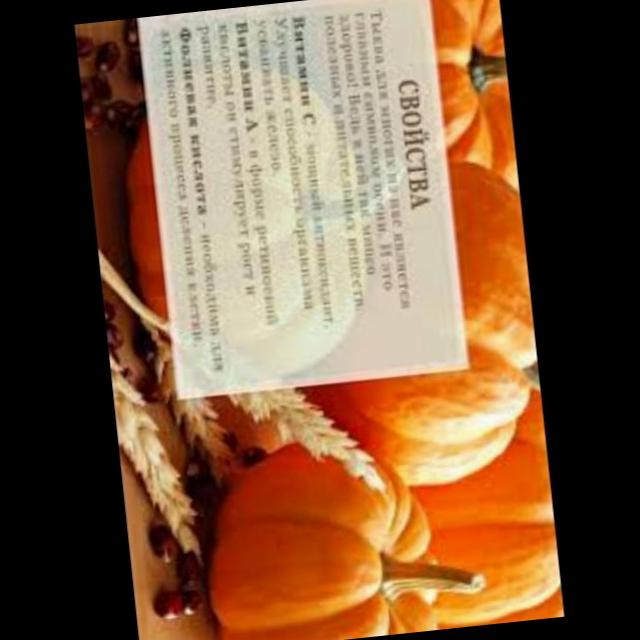 СВОЙСТВА
Тыква для многих из нас является
главным символом осени. И это
здорово! Ведь в ней так много
полезных и питательных веществ.
Витамин С - мощный антиоксидант.
Улучшает способность организма
усваивать железо.
Витамин А - в форме ретиноевой
кислоты он стимулирует рост и
развитие.
Фолиевая кислота – необходима для
активного процесса деления клетки.